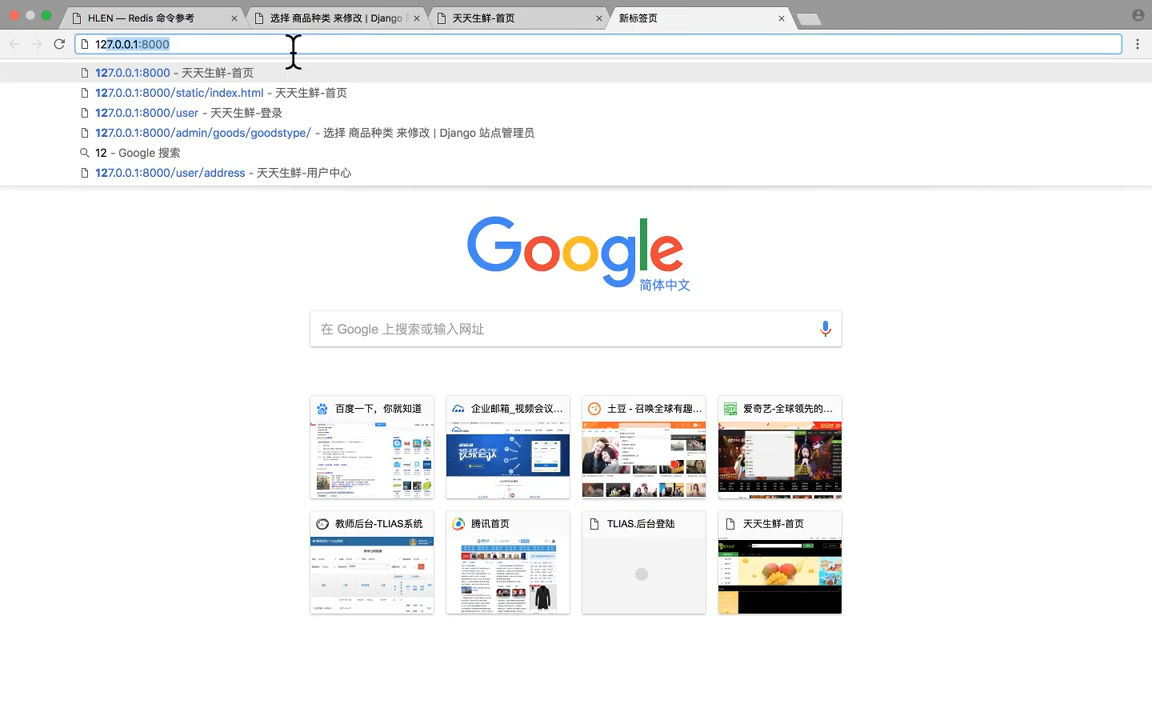 HLEN — Redis 命令参考
选择 商品种类 来修改 | Django
天天生鲜-首页
新标签页
127.0.0.1:8000
127.0.0.1:8000 - 天天生鲜-首页
127.0.0.1:8000/static/index.html - 天天生鲜-首页
127.0.0.1:8000/user - 天天生鲜-登录
127.0.0.1:8000/admin/goods/goodstype/ - 选择 商品种类 来修改 | Django 站点管理员
12 - Google 搜索
127.0.0.1:8000/user/address - 天天生鲜-用户中心
Google
简体中文
在 Google 上搜索或输入网址
百度一下，你就知道
企业邮箱_视频会议...
土豆 - 召唤全球有趣...
爱奇艺-全球领先的...
视频会议
教师后台-TLIAS系统
腾讯首页
TLIAS.后台登陆
天天生鲜-首页